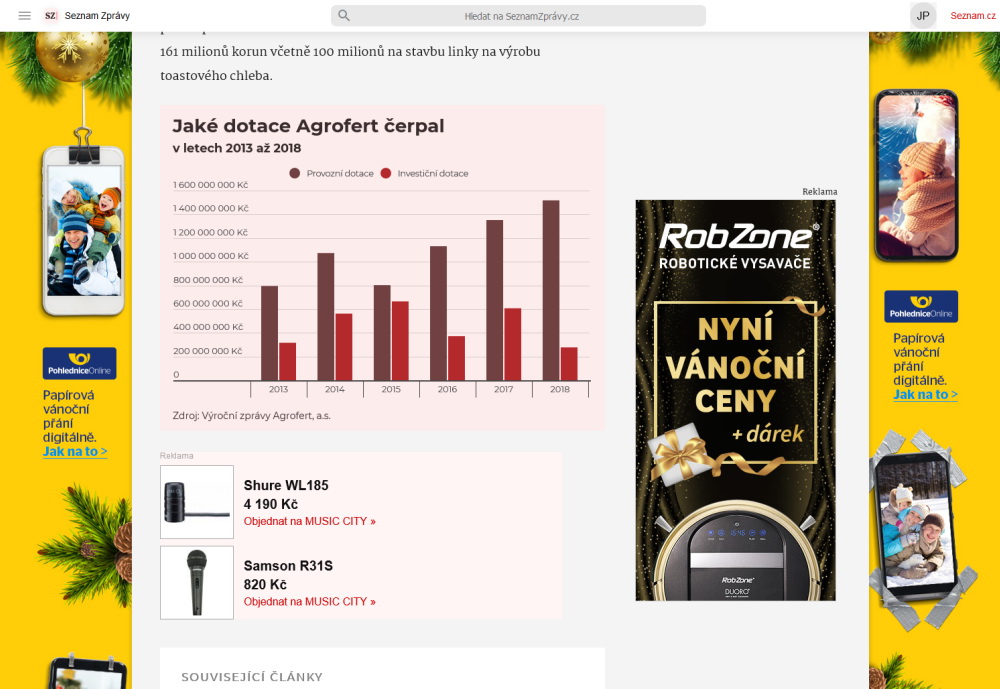 SZ Seznam Zprávy
Hledat na SeznamZprávy.cz
JP
Seznam.cz
161 milionů korun včetně 100 milionů na stavbu linky na výrobu
toastového chleba.
Jaké dotace Agrofert čerpal
v letech 2013 až 2018
Provozní dotace
Investiční dotace
1 600 000 000 Kč
1 400 000 000 Kč
1 200 000 000 Kč
1 000 000 000 Kč
800 000 000 Kč
600 000 000 Kč
400 000 000 Kč
200 000 000 Kč
0
2013 2014 2015 2016 2017 2018
Zdroj: Výroční zprávy Agrofert, a.s.
Reklama
Shure WL185
4 190 Kč
Objednat na MUSIC CITY »
Samson R31S
820 Kč
Objednat na MUSIC CITY »
SOUVISEJÍCÍ ČLÁNKY
Reklama
RobZone®
ROBOTICKÉ VYSAVAČE
NYNÍ
VÁNOČNÍ
CENY
+ dárek
RobZone®
DUORO
PohledniceOnline
Papírová
vánoční
přání
digitálně.
Jak na to >
PohledniceOnline
Papírová
vánoční
přání
digitálně.
Jak na to >